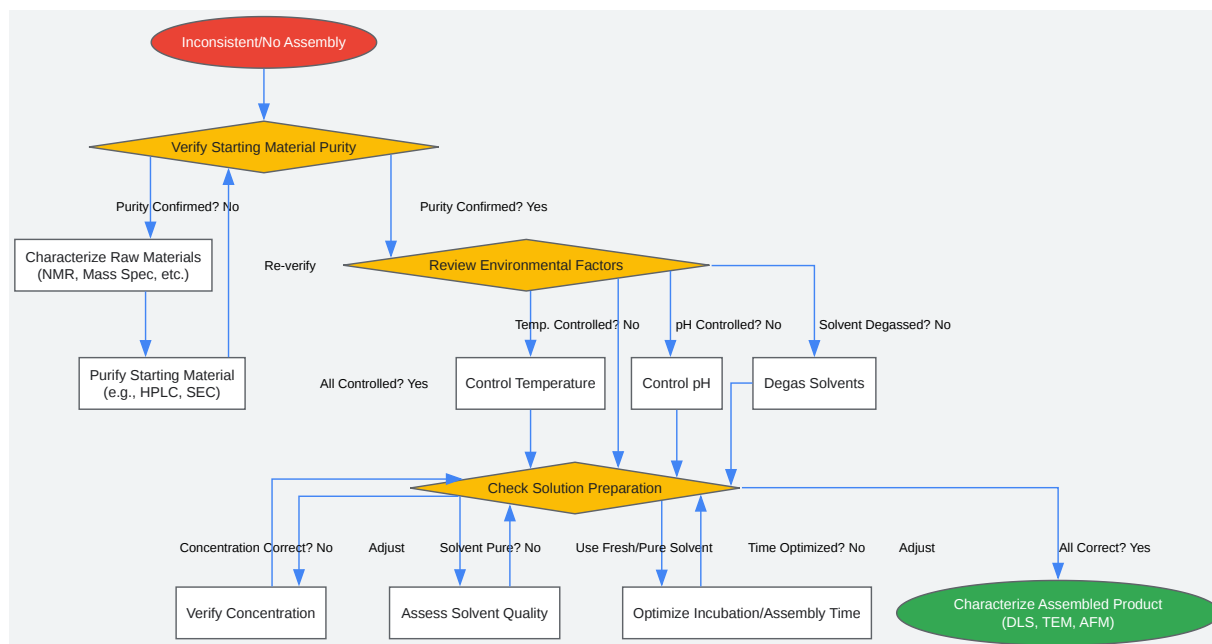 Inconsistent/No Assembly
Verify Starting Material Purity
Purity Confirmed? No
Purity Confirmed? Yes
Characterize Raw Materials
(NMR, Mass Spec, etc.)
Re-verify
Review Environmental Factors
Temp. Controlled? No
pH Controlled? No
Solvent Degassed? No
Purify Starting Material
(e.g., HPLC, SEC)
All Controlled? Yes
Control Temperature
Control pH
Degas Solvents
Check Solution Preparation
Concentration Correct? No
Adjust
Solvent Pure? No
Use Fresh/Pure Solvent
Time Optimized? No
Adjust
All Correct? Yes
Verify Concentration
Assess Solvent Quality
Optimize Incubation/Assembly Time
Characterize Assembled Product
(DLS, TEM, AFM)